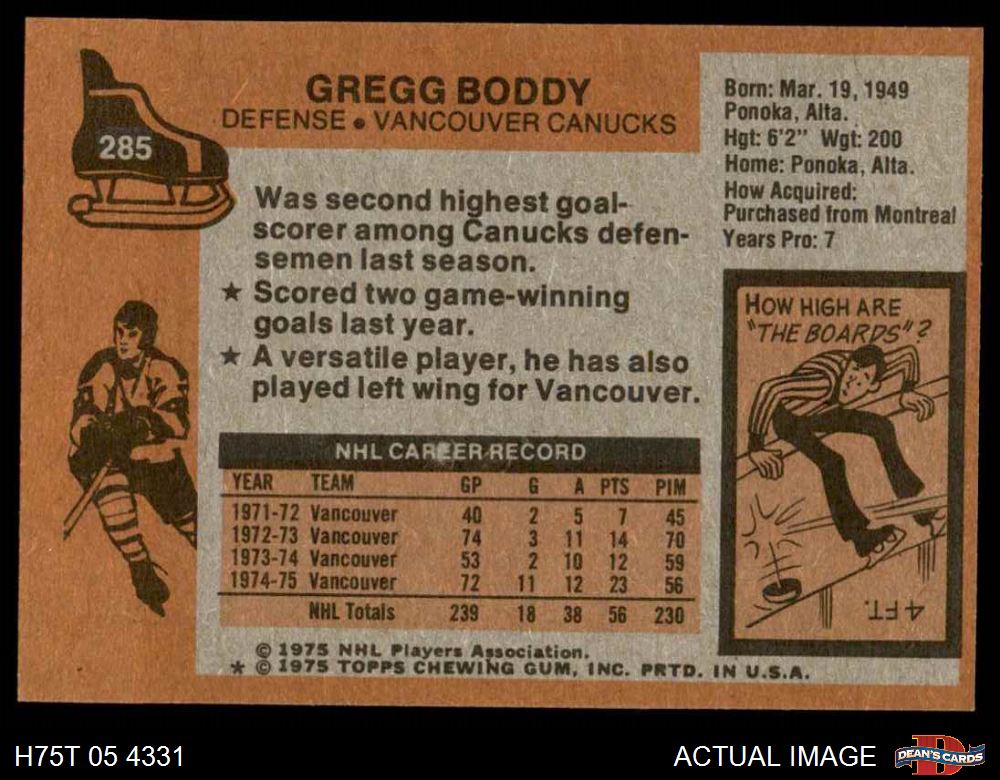 285
GREGG BODDY
DEFENSE • VANCOUVER CANUCKS
Was second highest goal-
scorer among Canucks defen-
semen last season.
★ Scored two game-winning
goals last year.
★ A versatile player, he has also
played left wing for Vancouver.
NHL CAREER RECORD
YEAR TEAM GP G A PTS PIM
1971-72 Vancouver 40 2 5 7 45
1972-73 Vancouver 74 3 11 14 70
1973-74 Vancouver 53 2 10 12 59
1974-75 Vancouver 72 11 12 23 56
NHL Totals 239 18 38 56 230
© 1975 NHL Players Association.
★ © 1975 TOPPS CHEWING GUM, INC. PRTD. IN U.S.A.
Born: Mar. 19, 1949
Ponoka, Alta.
Hgt: 6'2" Wgt: 200
Home: Ponoka, Alta.
How Acquired:
Purchased from Montreal
Years Pro: 7
HOW HIGH ARE
"THE BOARDS"?
4 FT.
H75T 05 4331
ACTUAL IMAGE
D
DEAN'S CARDS